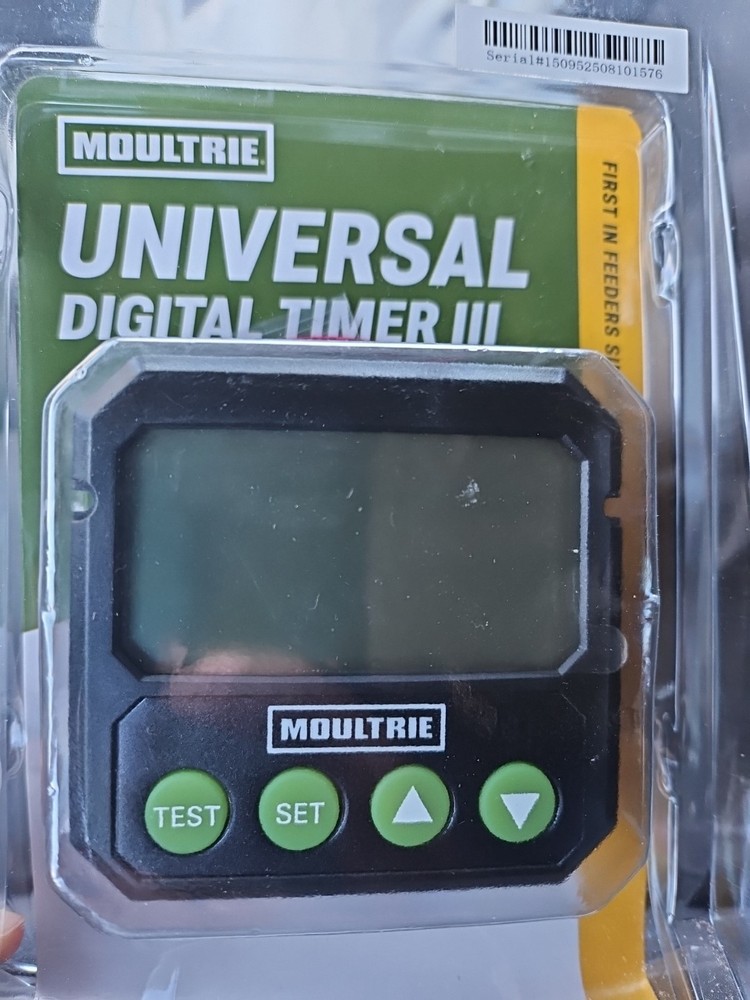 Serial#150952508101576
MOULTRIE
UNIVERSAL
DIGITAL TIMER III
FIRST IN FEEDERS
MOULTRIE
TEST
SET